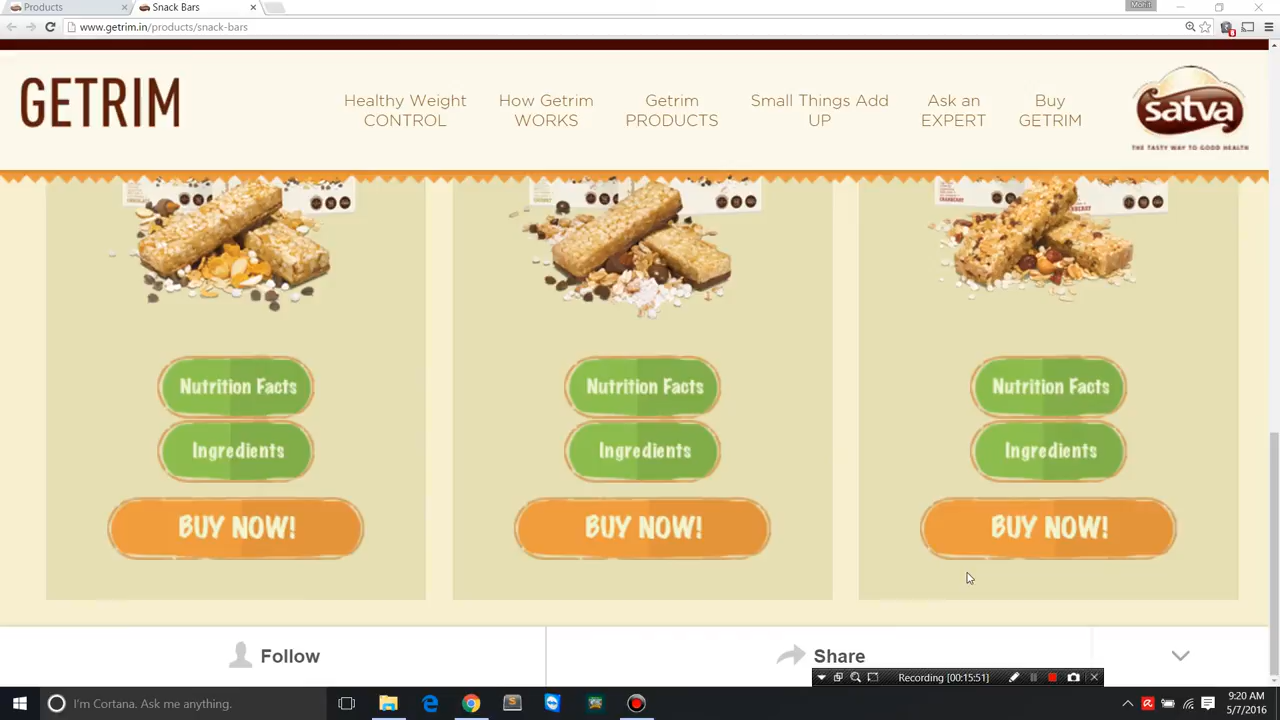 Products
Snack Bars
Mohit
www.getrim.in/products/snack-bars
GETRIM
Healthy Weight
CONTROL
How Getrim
WORKS
Getrim
PRODUCTS
Small Things Add
UP
Ask an
EXPERT
Buy
GETRIM
satva
THE TASTY WAY TO GOOD HEALTH
CRANBERRY
Nutrition Facts
Nutrition Facts
Nutrition Facts
Ingredients
Ingredients
Ingredients
BUY NOW!
BUY NOW!
BUY NOW!
Follow
Share
Recording [00:15:51]
I'm Cortana. Ask me anything.
9:20 AM
5/7/2016